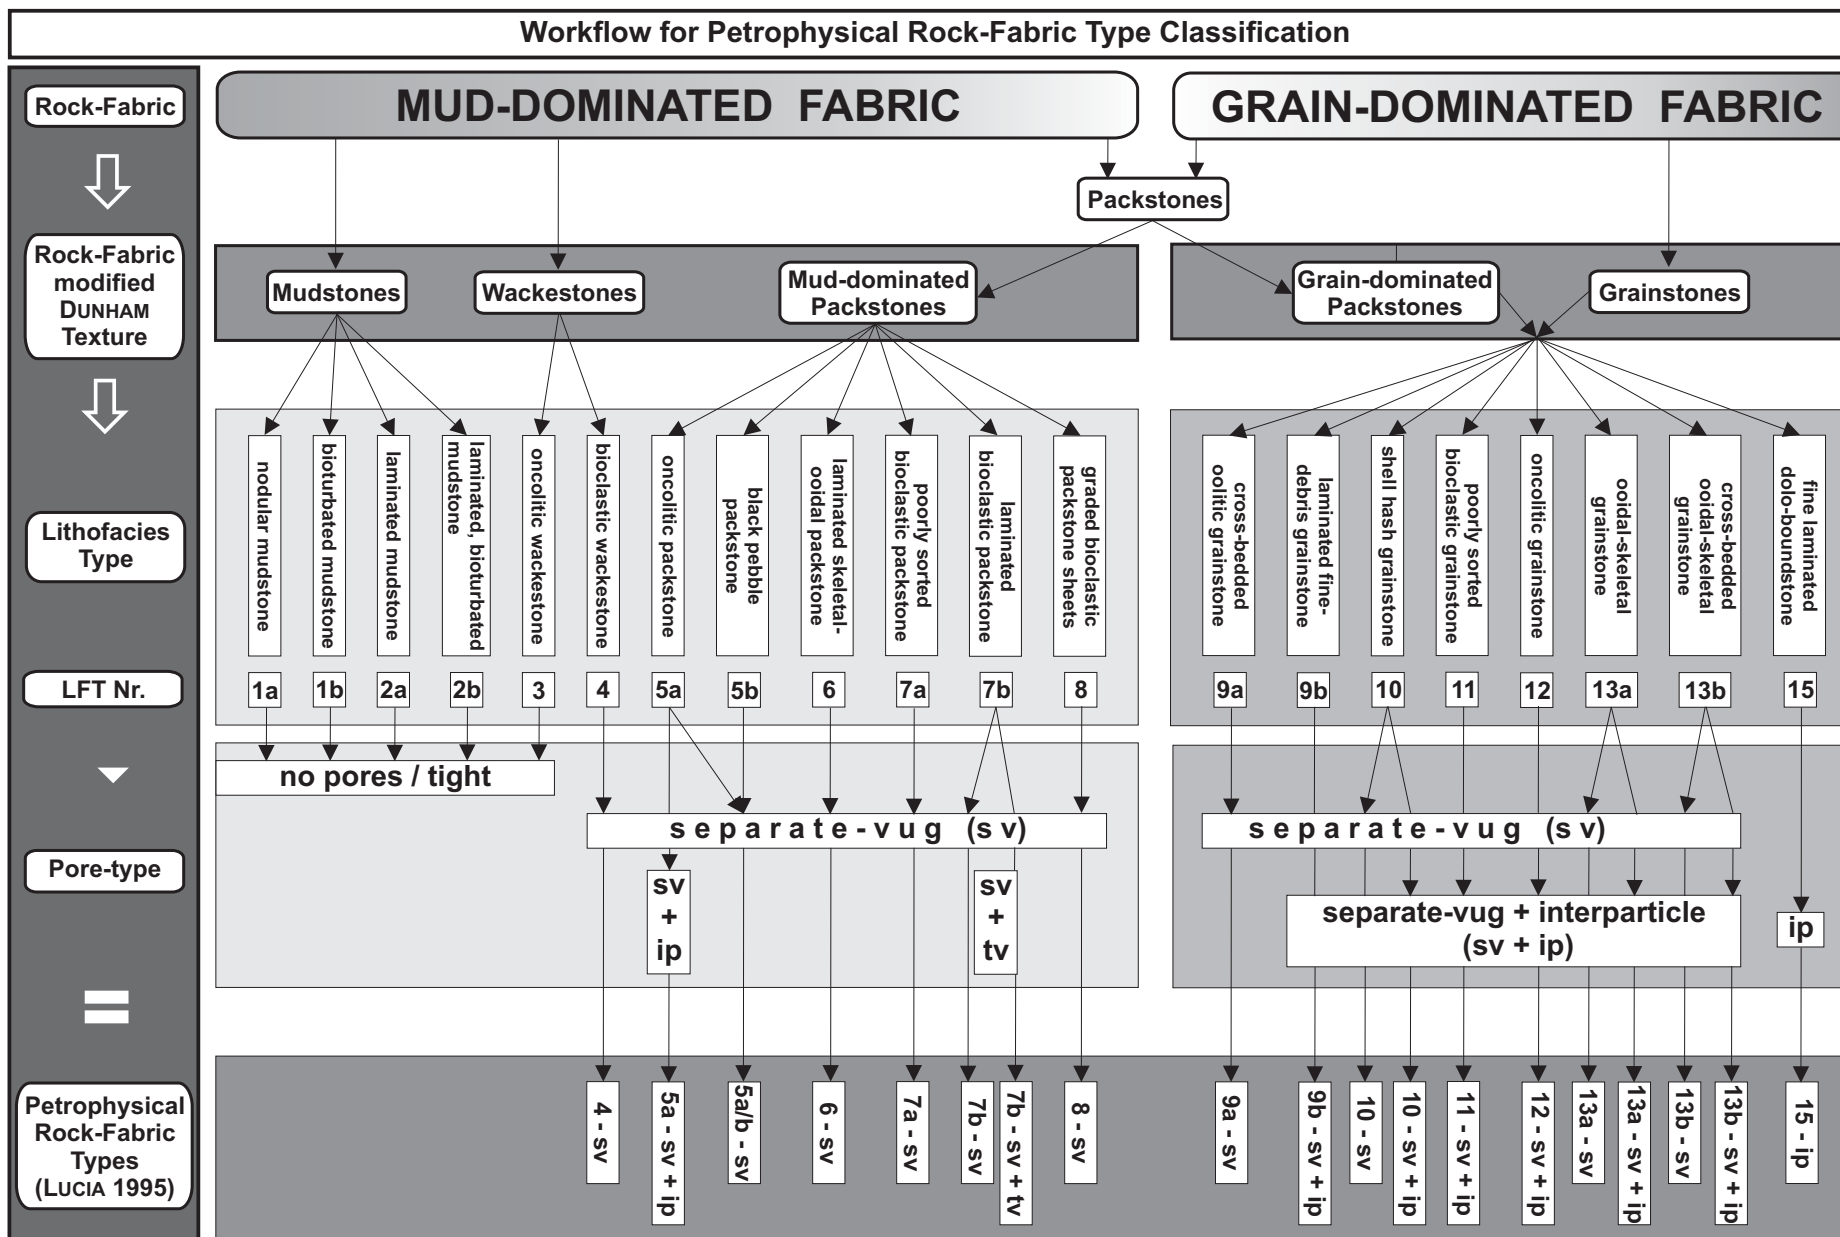 Workflow for Petrophysical Rock-Fabric Type Classification
Rock-Fabric
MUD-DOMINATED FABRIC
GRAIN-DOMINATED FABRIC
Packstones
Rock-Fabric
modified
DUNHAM
Texture
Mudstones
Wackestones
Mud-dominated
Packstones
Grain-dominated
Packstones
Grainstones
Lithofacies
Type
nodular mudstone
bioturbated mudstone
laminated mudstone
laminated, bioturbated
mudstone
oncolitic wackestone
bioclastic wackestone
oncolitic packstone
black pebble
packstone
laminated skeletal-
ooidal packstone
poorly sorted
bioclastic packstone
laminated
bioclastic packstone
graded bioclastic
packstone sheets
cross-bedded
oolitic grainstone
laminated fine-
debris grainstone
shell hash grainstone
poorly sorted
bioclastic grainstone
oncolitic grainstone
ooidal-skeletal
grainstone
cross-bedded
ooidal-skeletal
grainstone
fine laminated
dolo-boundstone
LFT Nr.
1a
1b
2a
2b
3
4
5a
5b
6
7a
7b
8
9a
9b
10
11
12
13a
13b
15
Pore-type
no pores / tight
separate-vug (sv)
sv
+
ip
sv
+
tv
separate-vug (sv)
separate-vug + interparticle
(sv + ip)
ip
=
Petrophysical
Rock-Fabric
Types
(LUCIA 1995)
4 - sv
5a - sv + ip
5a/b - sv
6 - sv
7a - sv
7b - sv
7b - sv + tv
8 - sv
9a - sv
9b - sv + ip
10 - sv
10 - sv + ip
11 - sv + ip
12 - sv + ip
13a - sv
13a - sv + ip
13b - sv
13b - sv + ip
15 - ip